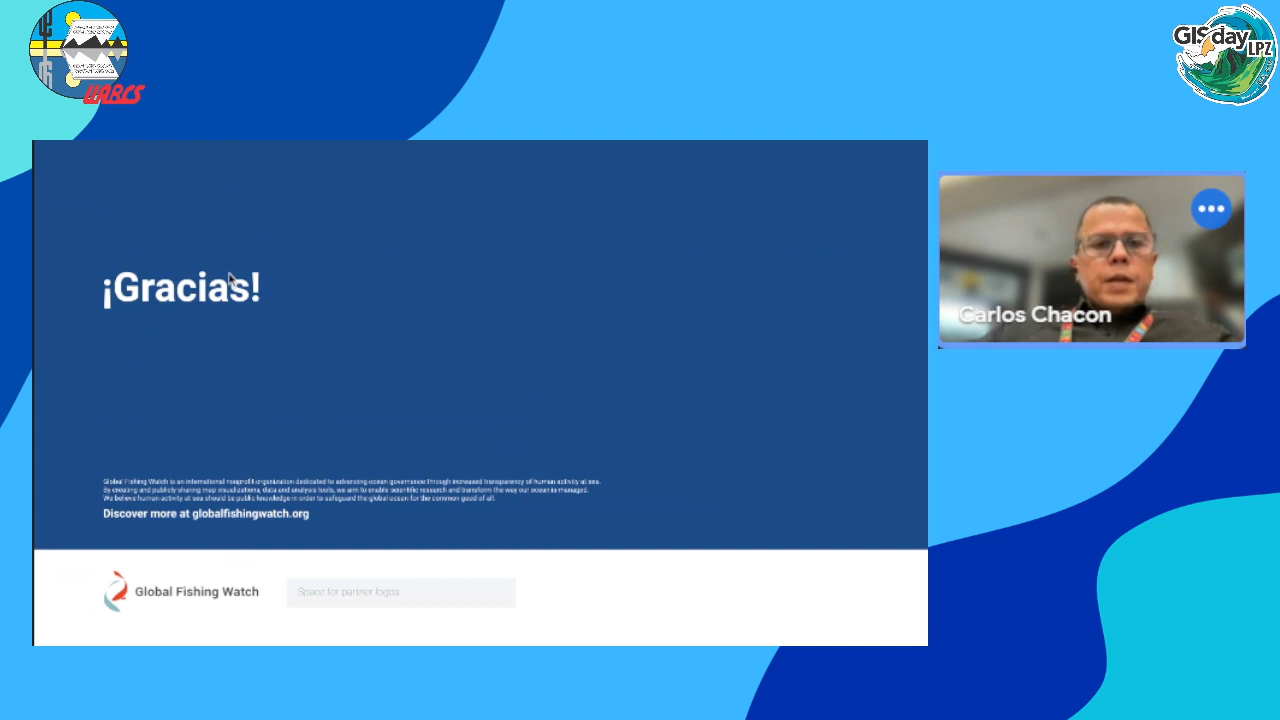 UABCS
GISday
LPZ
¡Gracias!
Carlos Chacon
Global Fishing Watch is an international nonprofit organization dedicated to advancing ocean governance through increased transparency of human activity at sea.
By creating and publicly sharing map visualizations, data and analysis tools, we aim to enable scientific research and transform the way our ocean is managed.
We believe human activity at sea should be public knowledge in order to safeguard the global ocean for the common good of all.
Discover more at globalfishingwatch.org
Global Fishing Watch
Space for partner logos